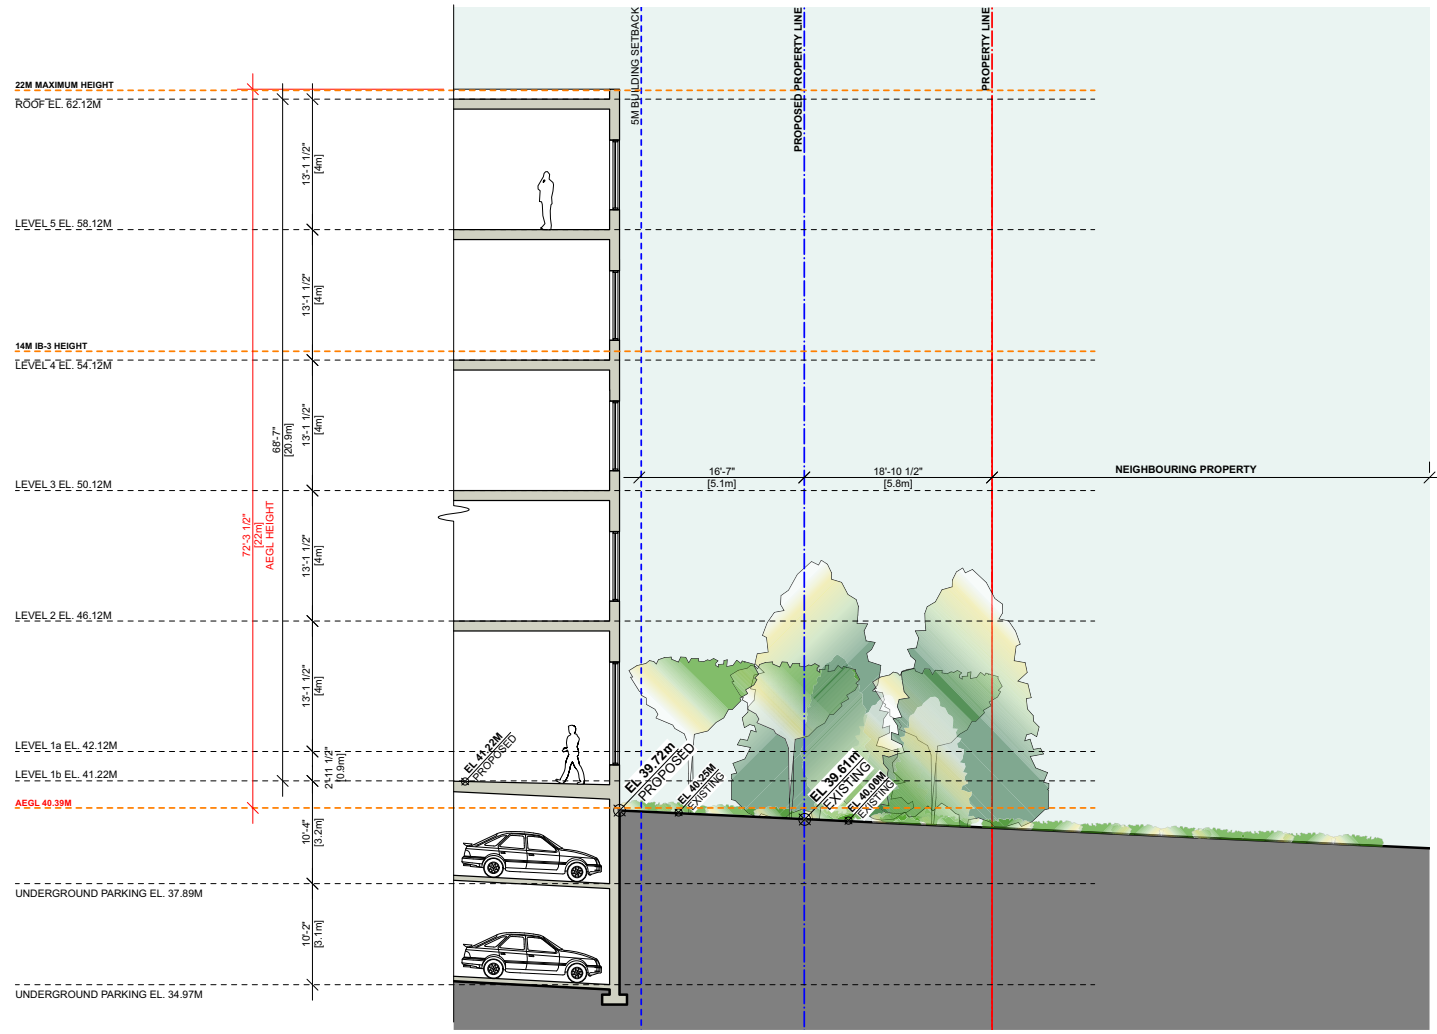 5M BUILDING SETBACK
PROPOSED PROPERTY LINE
PROPERTY LINE
22M MAXIMUM HEIGHT
ROOF EL. 62.12M
13'-1 1/2"
[4m]
LEVEL 5 EL. 58.12M
13'-1 1/2"
[4m]
14M IB-3 HEIGHT
LEVEL 4 EL. 54.12M
13'-1 1/2"
[4m]
68'-7"
[20.9m]
16'-7"
[5.1m]
18'-10 1/2"
[5.8m]
NEIGHBOURING PROPERTY
LEVEL 3 EL. 50.12M
72'-3 1/2"
[22m]
AEGL HEIGHT
13'-1 1/2"
[4m]
LEVEL 2 EL. 46.12M
13'-1 1/2"
[4m]
LEVEL 1a EL. 42.12M
EL 41.22M
PROPOSED
LEVEL 1b EL. 41.22M
2'-11 1/2"
[0.9m]
EL 39.72m
PROPOSED
EL 40.25M
EXISTING
EL 39.61m
EXISTING
EL 40.00M
EXISTING
AEGL 40.39M
10'-4"
[3.2m]
UNDERGROUND PARKING EL. 37.89M
10'-2"
[3.1m]
UNDERGROUND PARKING EL. 34.97M